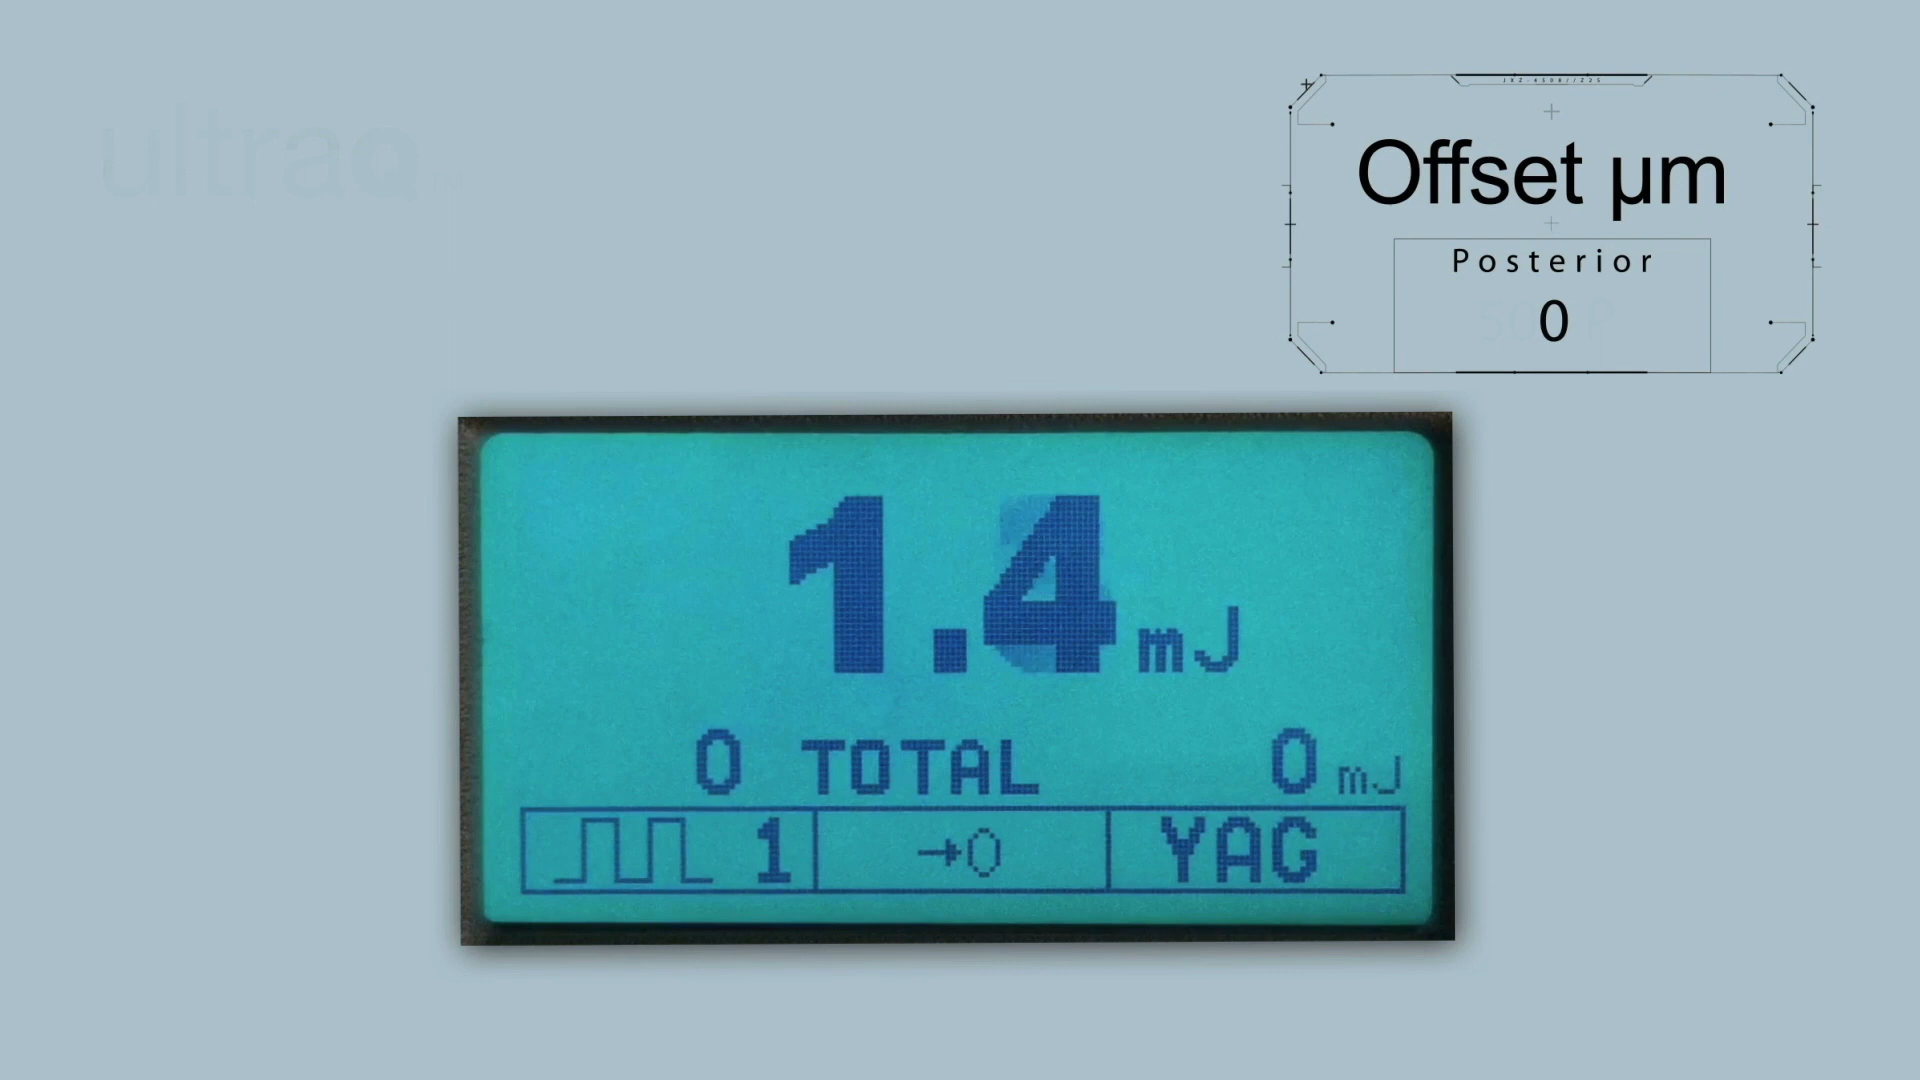 ultraQ
Offset µm
Posterior
0
1.4 mJ
0 TOTAL 0 mJ
1 →0 YAG